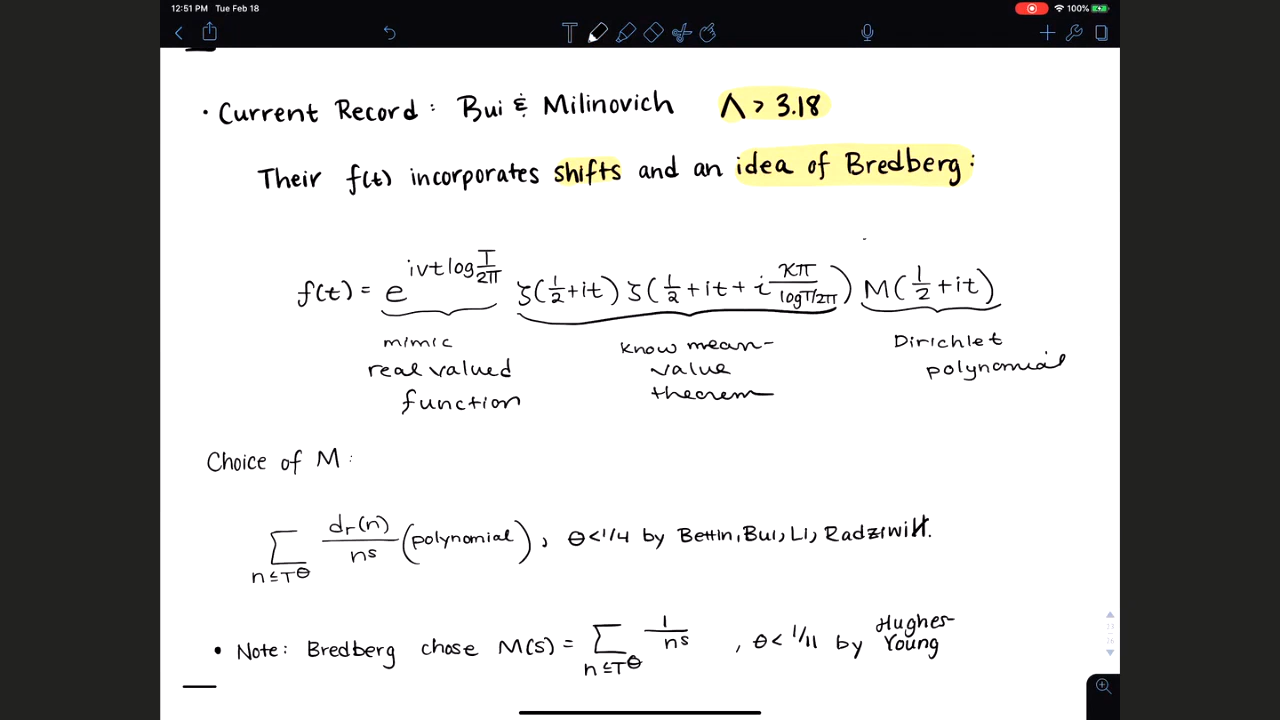 12:51 PM Tue Feb 18
100%
· Current Record: Bui & Milinovich Λ > 3.18
Their f(t) incorporates shifts and an idea of Bredberg:
f(t) = e^{ivt log T/2π} ζ(1/2+it) ζ(1/2+it+i κπ/log T/2π) M(1/2+it)
mimic real valued function
know mean-value theorem
Dirichlet polynomial
Choice of M:
∑_{n≤T^θ} d_r(n)/n^s (polynomial), θ<1/4 by Bettin, Bui, Li, Radziwiłł.
• Note: Bredberg chose M(s) = ∑_{n≤T^θ} 1/n^s, θ<1/11 by Hughes-Young